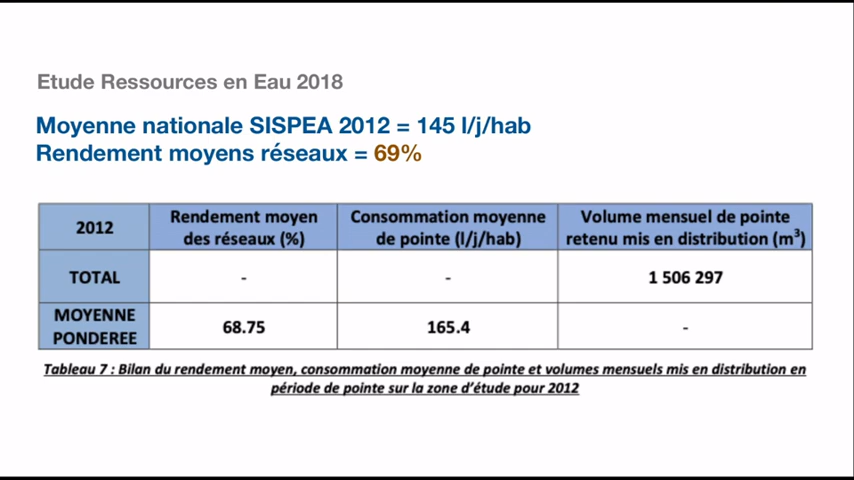 Etude Ressources en Eau 2018
Moyenne nationale SISPEA 2012 = 145 l/j/hab
Rendement moyens réseaux = 69%
2012
Rendement moyen
des réseaux (%)
Consommation moyenne
de pointe (l/j/hab)
Volume mensuel de pointe
retenu mis en distribution (m³)
TOTAL
-
-
1 506 297
MOYENNE
PONDEREE
68.75
165.4
-
Tableau 7 : Bilan du rendement moyen, consommation moyenne de pointe et volumes mensuels mis en distribution en
période de pointe sur la zone d'étude pour 2012